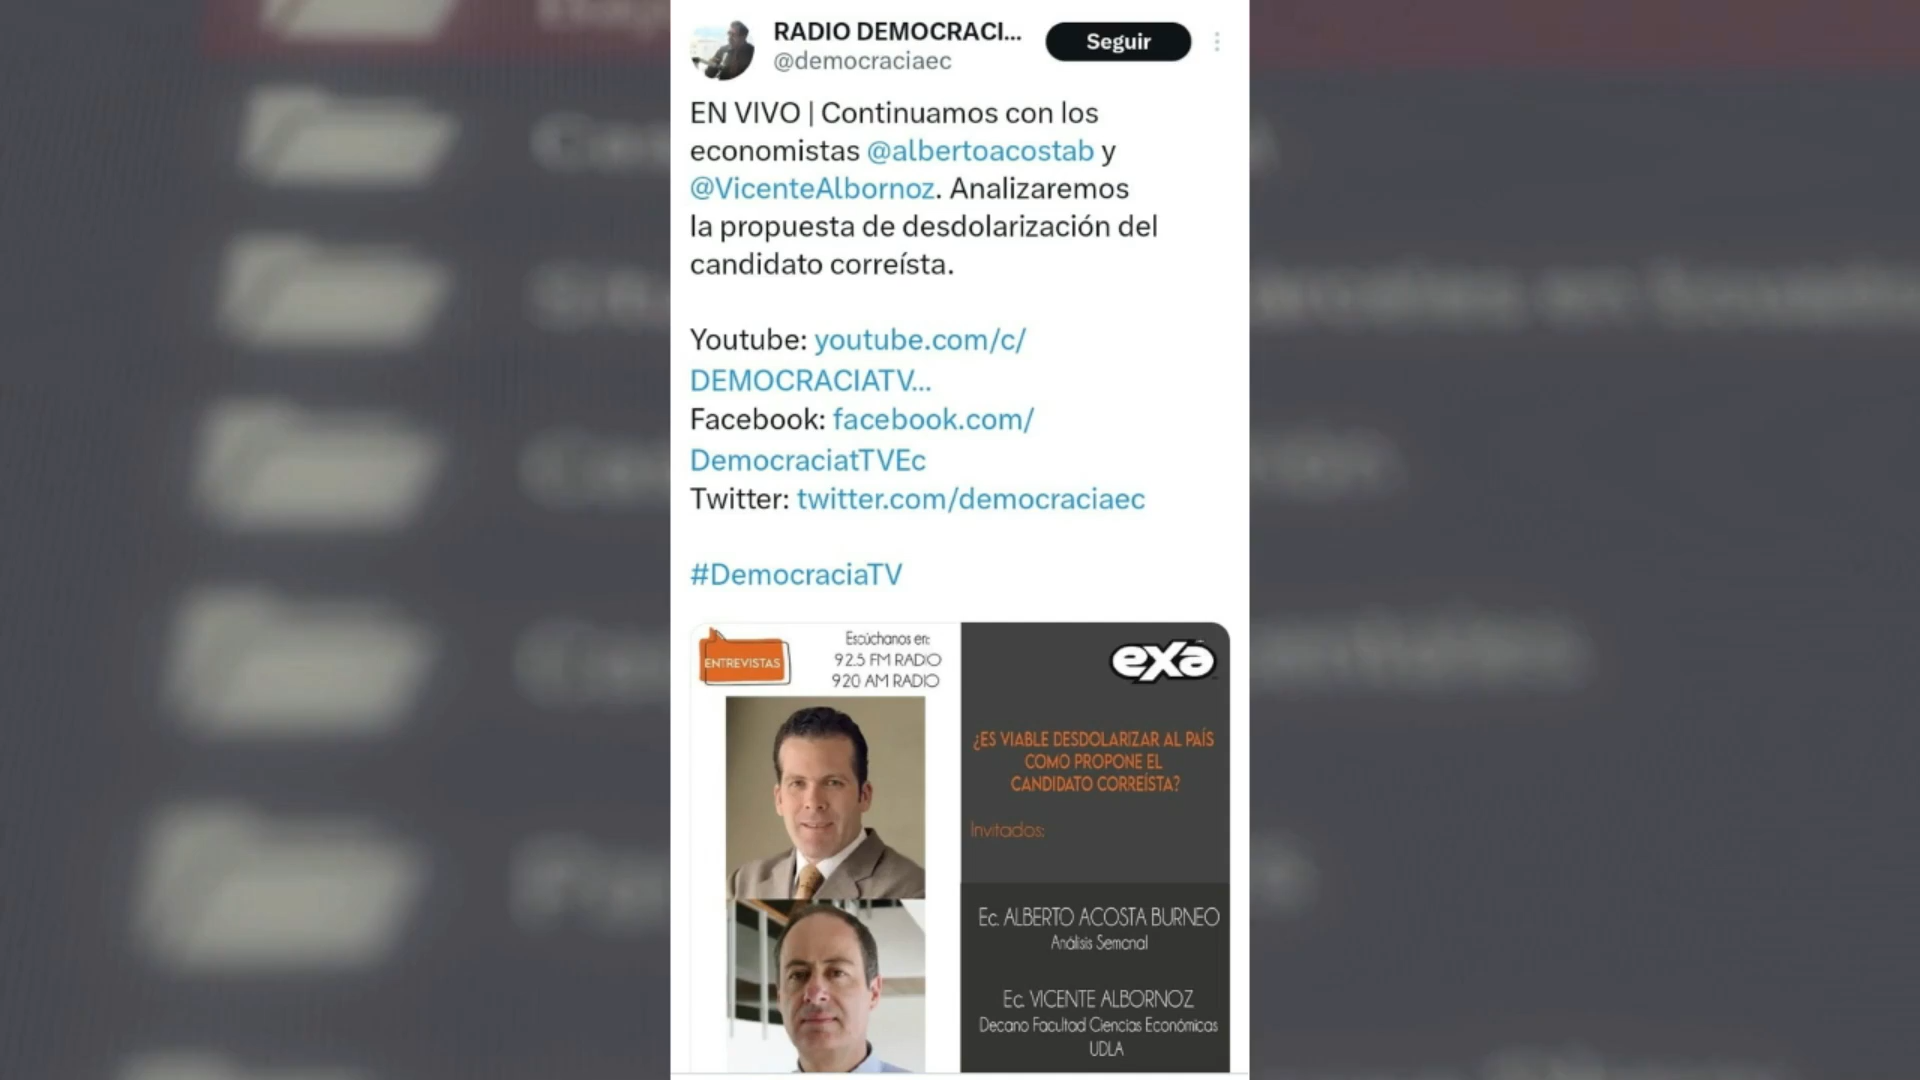 RADIO DEMOCRACI...
@democraciaec
Seguir
EN VIVO | Continuamos con los
economistas @albertoacostab y
@VicenteAlbornoz. Analizaremos
la propuesta de desdolarización del
candidato correísta.
Youtube: youtube.com/c/
DEMOCRACIATV...
Facebook: facebook.com/
DemocraciatTVEc
Twitter: twitter.com/democraciaec
#DemocraciaTV
ENTREVISTAS
Escúchanos en:
92.5 FM RADIO
920 AM RADIO
exa
¿ES VIABLE DESDOLARIZAR AL PAÍS
COMO PROPONE EL
CANDIDATO CORREÍSTA?
Invitados:
Ec. ALBERTO ACOSTA BURNEO
Análisis Semanal
Ec. VICENTE ALBORNOZ
Decano Facultad Ciencias Económicas
UDLA